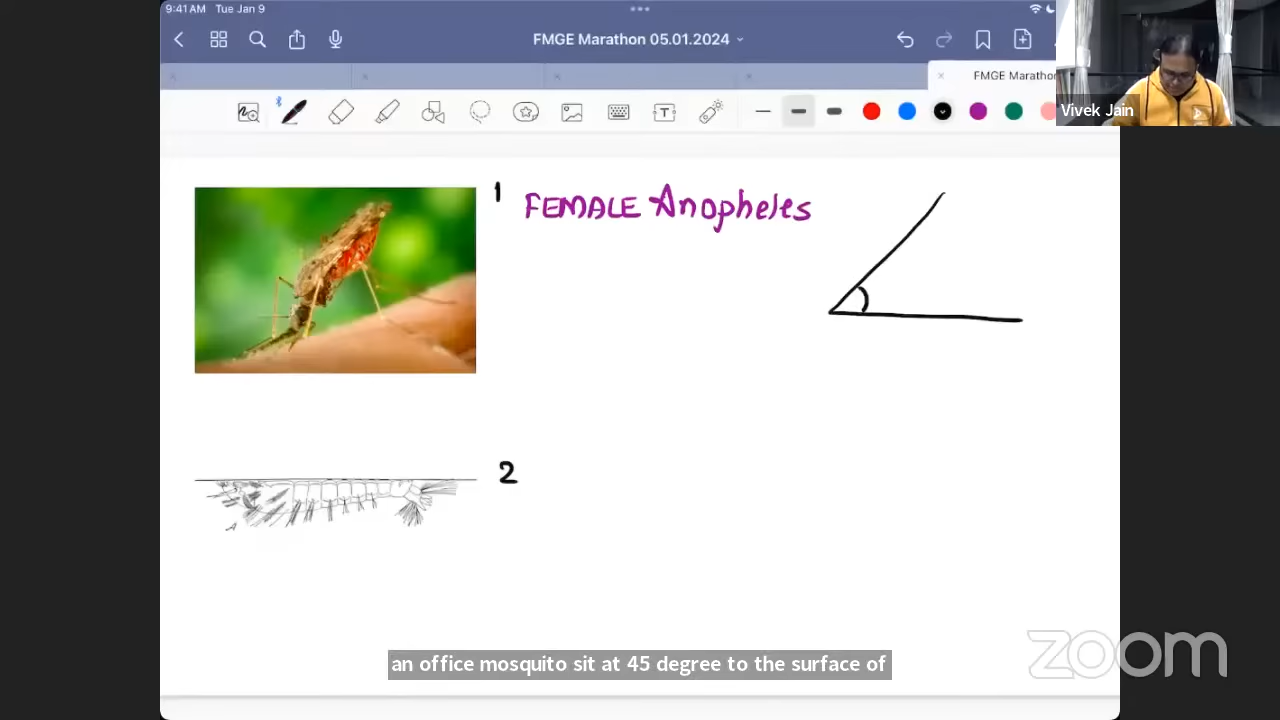 9:41 AM Tue Jan 9
FMGE Marathon 05.01.2024
FMGE Marathon
Vivek Jain
T
1 FEMALE Anopheles
2
A
an office mosquito sit at 45 degree to the surface of
zoom